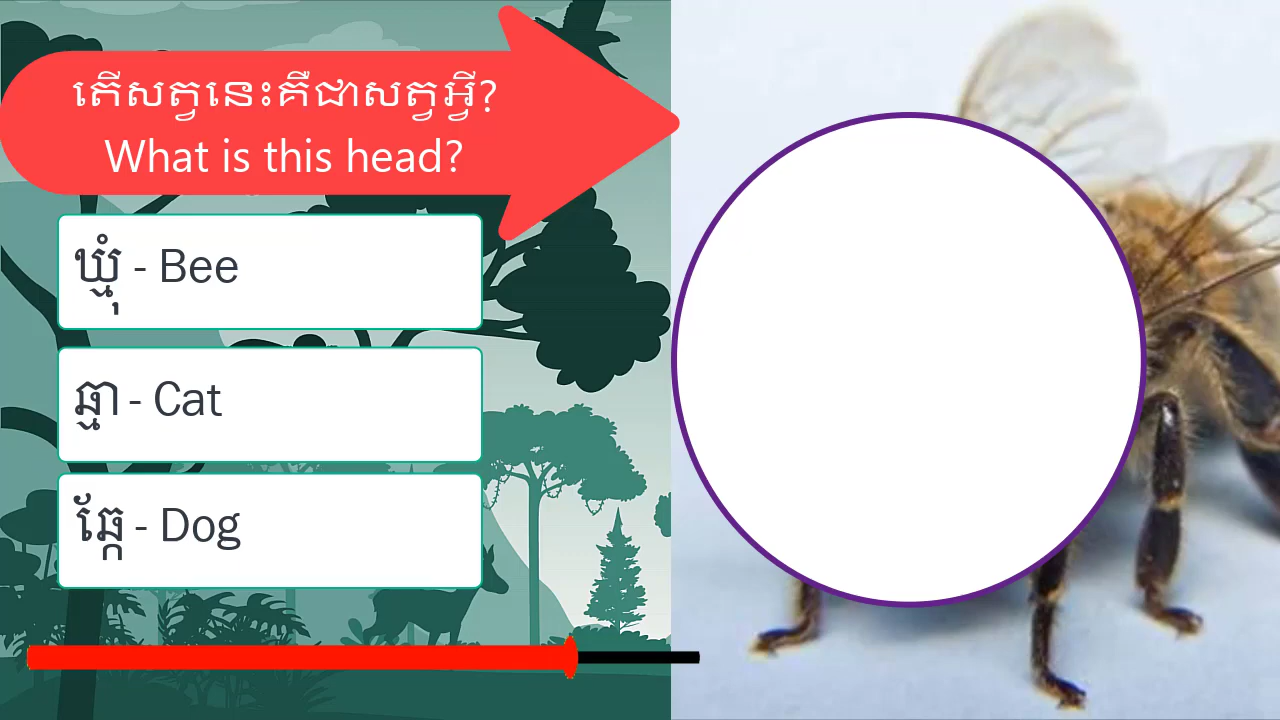 តើសត្វនេះគឺជាសត្វអ្វី?
What is this head?
ឃ្មុំ - Bee
ឆ្មា - Cat
ឆ្កែ - Dog